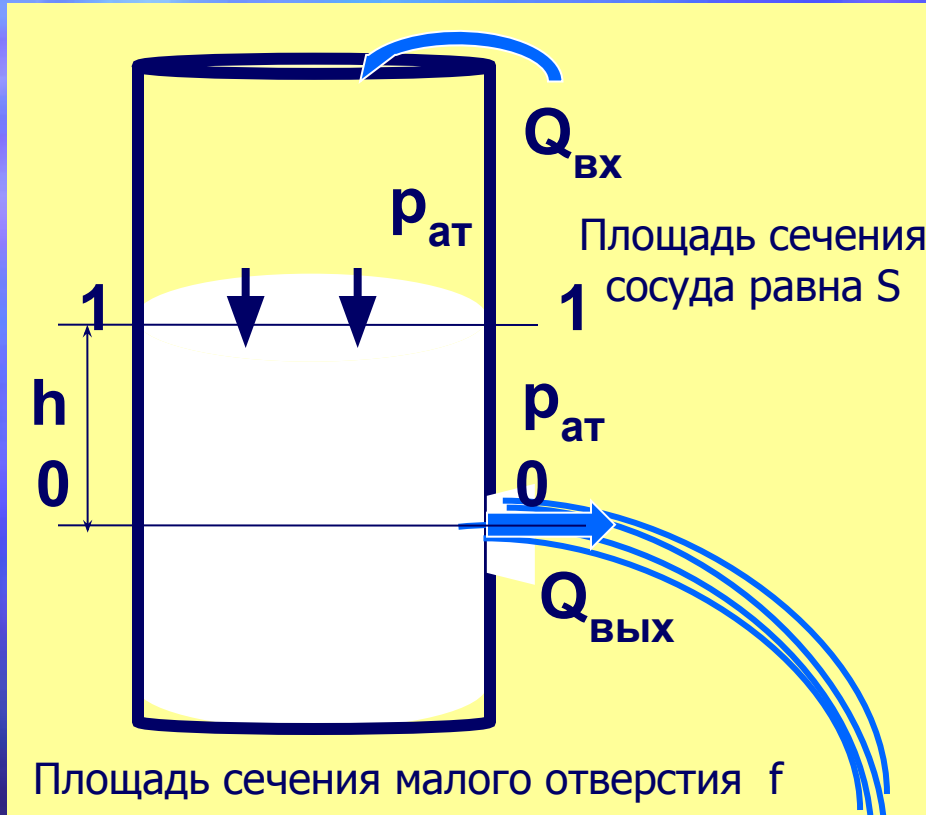 Qвх
pат
Площадь сечения
сосуда равна S
1 1
h
pат
0 0
Qвых
Площадь сечения малого отверстия f